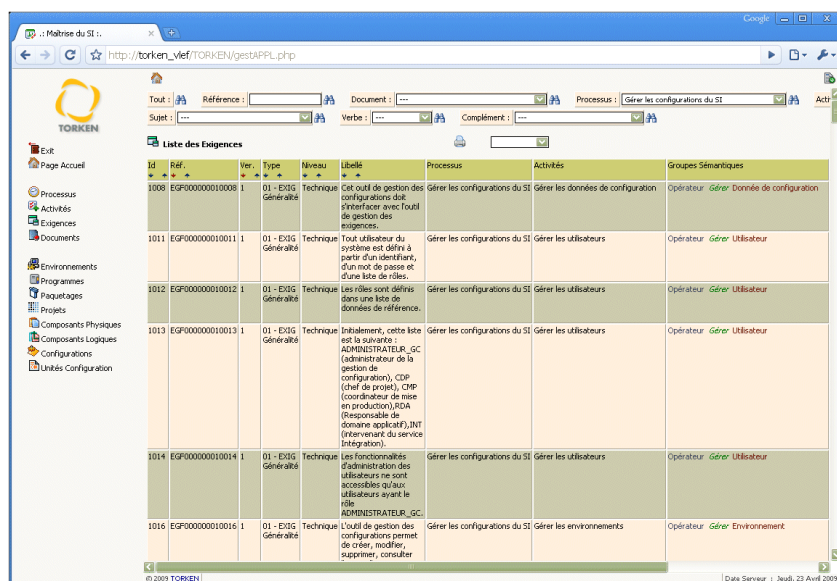 Google
.: Maîtrise du SI :.
http://torken_vlef/TORKEN/gestAPPL.php
TORKEN
Exit
Page Accueil
Processus
Activités
Exigences
Documents
Environnements
Programmes
Paquetages
Projets
Composants Physiques
Composants Logiques
Configurations
Unités Configuration
Tout : Référence : Document : --- Processus : Gérer les configurations du SI
Sujet : --- Verbe : --- Complément : ---
Liste des Exigences
Id Réf. Ver. Type Niveau Libellé Processus Activités Groupes Sémantiques
1008 EGF000000010008 1 01 - EXIG Technique Cet outil de gestion des Gérer les configurations du SI Gérer les données de configuration Opérateur Gérer Donnée de configuration
Généralité configurations doit
s'interfacer avec l'outil
de gestion des
exigences.
1011 EGF000000010011 1 01 - EXIG Technique Tout utilisateur du Gérer les configurations du SI Gérer les utilisateurs Opérateur Gérer Utilisateur
Généralité système est défini à
partir d'un identifiant,
d'un mot de passe et
d'une liste de rôles.
1012 EGF000000010012 1 01 - EXIG Technique Les rôles sont définis Gérer les configurations du SI Gérer les utilisateurs Opérateur Gérer Utilisateur
Généralité dans une liste de
données de référence.
1013 EGF000000010013 1 01 - EXIG Technique Initialement, cette liste Gérer les configurations du SI Gérer les utilisateurs Opérateur Gérer Utilisateur
Généralité est la suivante :
ADMINISTRATEUR_GC
(administrateur de la
gestion de
configuration), CDP
(chef de projet), CMP
(coordinateur de mise
en production),RDA
(Responsable de
domaine applicatif),INT
(intervenant du service
Intégration).
1014 EGF000000010014 1 01 - EXIG Technique Les fonctionnalités Gérer les configurations du SI Gérer les utilisateurs Opérateur Gérer Utilisateur
Généralité d'administration des
utilisateurs ne sont
accessibles qu'aux
utilisateurs ayant le
rôle
ADMINISTRATEUR_GC.
1016 EGF000000010016 1 01 - EXIG Technique L'outil de gestion des Gérer les configurations du SI Gérer les environnements Opérateur Gérer Environnement
Généralité configurations permet
de créer, modifier,
supprimer, consulter
© 2009 TORKEN Date Serveur : Jeudi, 23 Avril 2009